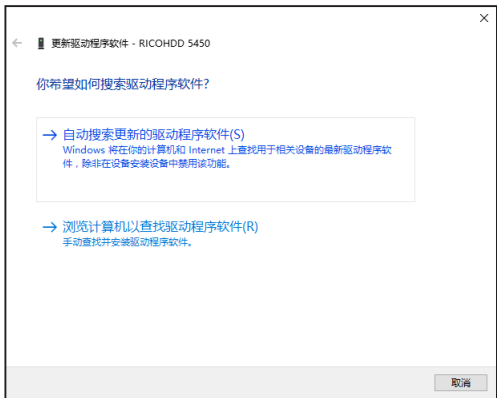 更新驱动程序软件 - RICOHDD 5450
你希望如何搜索驱动程序软件?
自动搜索更新的驱动程序软件(S)
Windows 将在你的计算机和 Internet 上查找用于相关设备的最新驱动程序软
件，除非在设备安装设备中禁用该功能。
浏览计算机以查找驱动程序软件(R)
手动查找并安装驱动程序软件。
取消